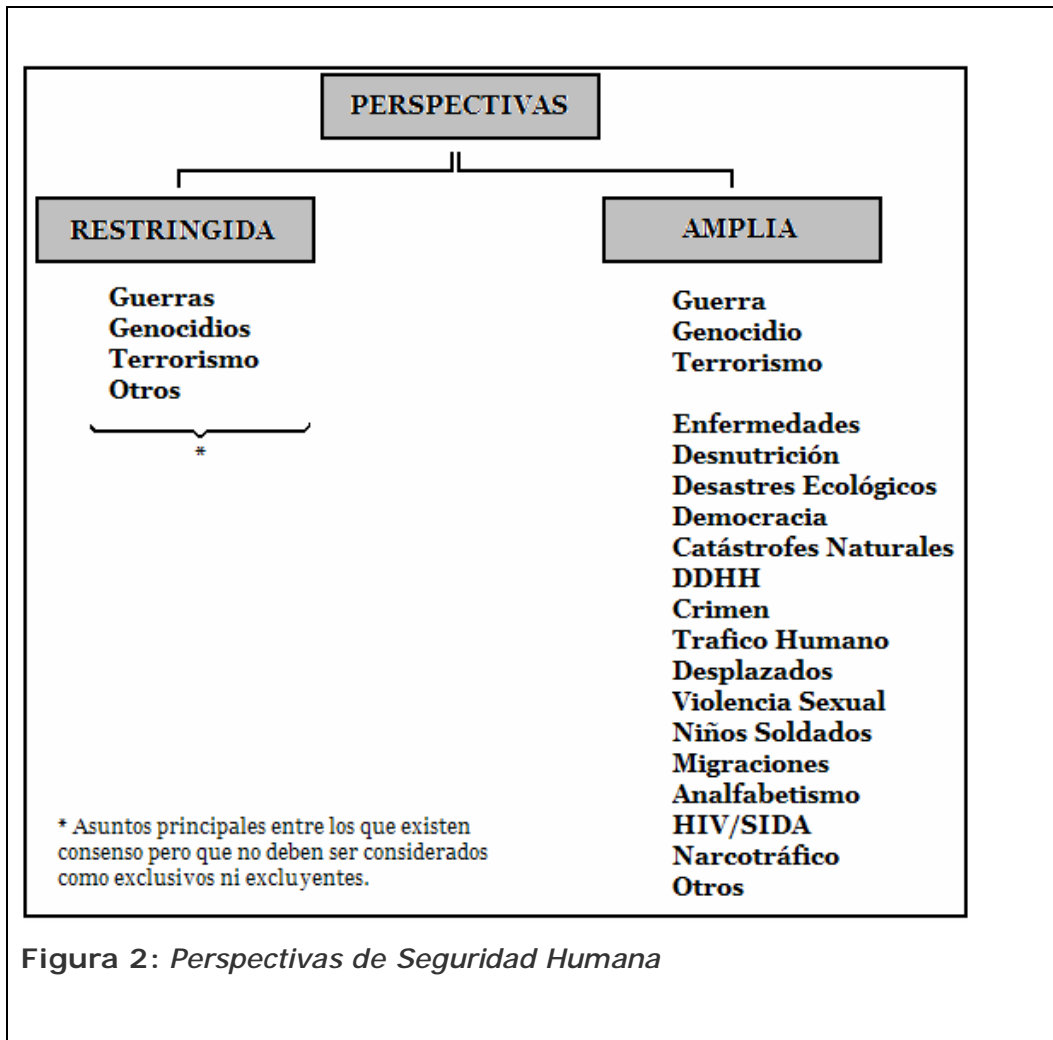 PERSPECTIVAS
RESTRINGIDA
Guerras
Genocidios
Terrorismo
Otros
*
* Asuntos principales entre los que existen
consenso pero que no deben ser considerados
como exclusivos ni excluyentes.
AMPLIA
Guerra
Genocidio
Terrorismo
Enfermedades
Desnutrición
Desastres Ecológicos
Democracia
Catástrofes Naturales
DDHH
Crimen
Trafico Humano
Desplazados
Violencia Sexual
Niños Soldados
Migraciones
Analfabetismo
HIV/SIDA
Narcotráfico
Otros
Figura 2: Perspectivas de Seguridad Humana